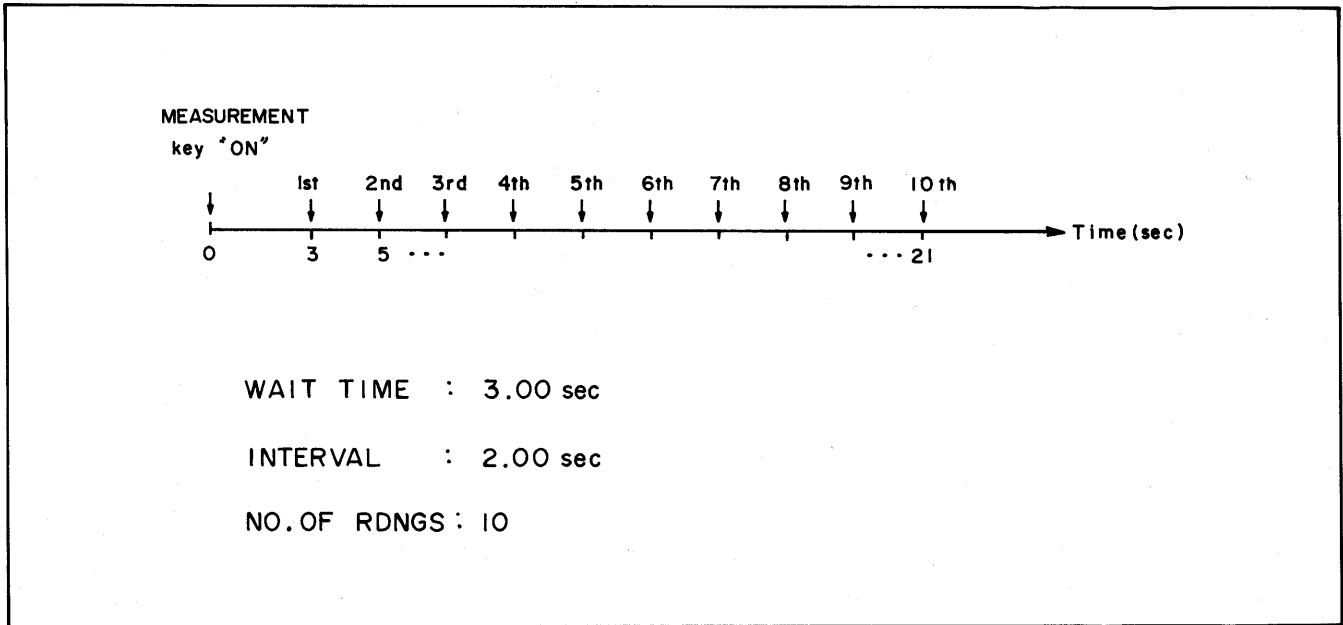 MEASUREMENT
key "ON"
1st 2nd 3rd 4th 5th 6th 7th 8th 9th 10th
Time(sec)
0 3 5 ··· ··· 21
WAIT TIME : 3.00 sec
INTERVAL : 2.00 sec
NO.OF RDNGS : 10